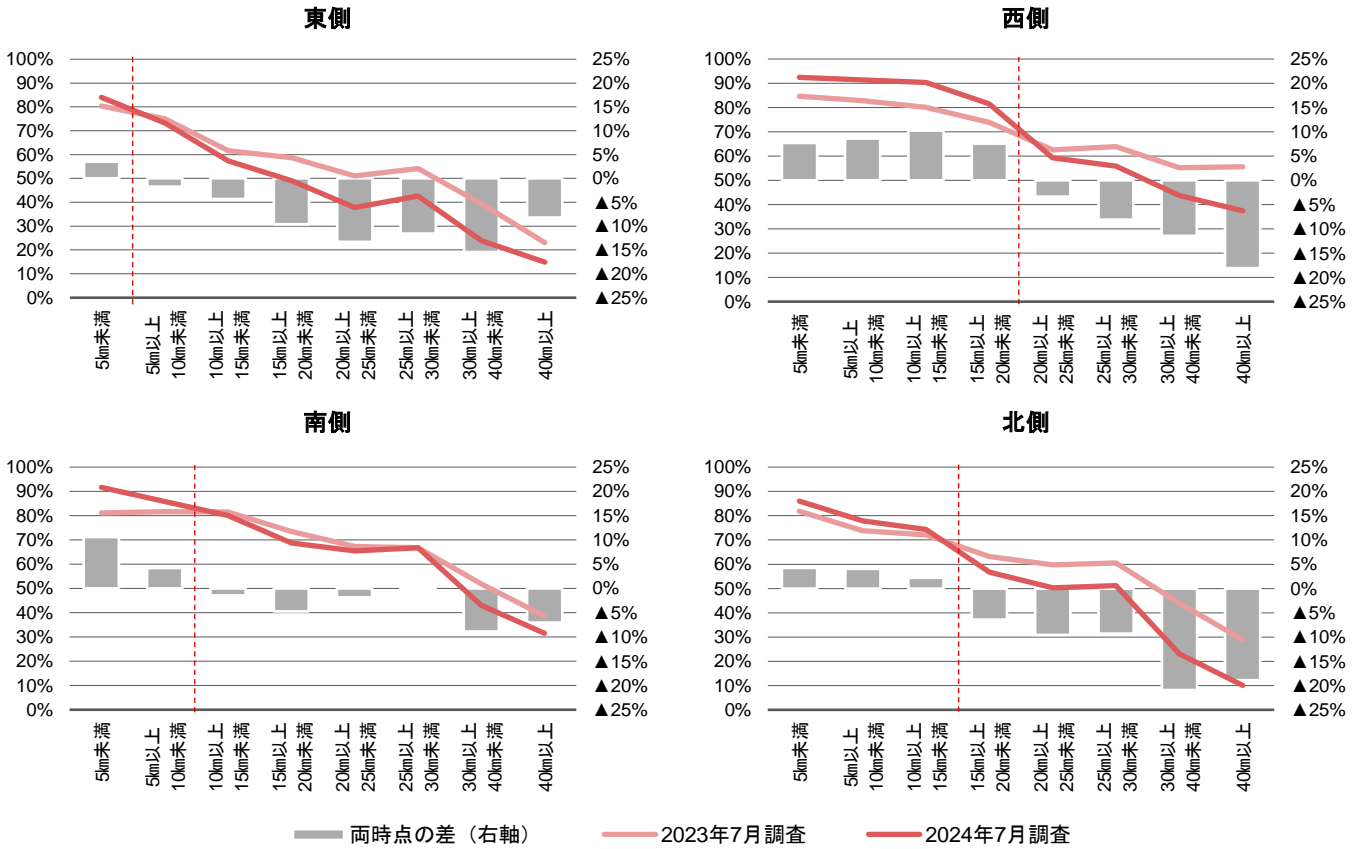 東側
100%
90%
80%
70%
60%
50%
40%
30%
20%
10%
0%
25%
20%
15%
10%
5%
0%
▲5%
▲10%
▲15%
▲20%
▲25%
5㎞未満
5㎞以上
10㎞未満
10㎞以上
15㎞未満
15㎞以上
20㎞未満
20㎞以上
25㎞未満
25㎞以上
30㎞未満
30㎞以上
40㎞未満
40㎞以上
西側
100%
90%
80%
70%
60%
50%
40%
30%
20%
10%
0%
25%
20%
15%
10%
5%
0%
▲5%
▲10%
▲15%
▲20%
▲25%
5㎞未満
5㎞以上
10㎞未満
10㎞以上
15㎞未満
15㎞以上
20㎞未満
20㎞以上
25㎞未満
25㎞以上
30㎞未満
30㎞以上
40㎞未満
40㎞以上
南側
100%
90%
80%
70%
60%
50%
40%
30%
20%
10%
0%
25%
20%
15%
10%
5%
0%
▲5%
▲10%
▲15%
▲20%
▲25%
5㎞未満
5㎞以上
10㎞未満
10㎞以上
15㎞未満
15㎞以上
20㎞未満
20㎞以上
25㎞未満
25㎞以上
30㎞未満
30㎞以上
40㎞未満
40㎞以上
北側
100%
90%
80%
70%
60%
50%
40%
30%
20%
10%
0%
25%
20%
15%
10%
5%
0%
▲5%
▲10%
▲15%
▲20%
▲25%
5㎞未満
5㎞以上
10㎞未満
10㎞以上
15㎞未満
15㎞以上
20㎞未満
20㎞以上
25㎞未満
25㎞以上
30㎞未満
30㎞以上
40㎞未満
40㎞以上
両時点の差（右軸）
2023年7月調査
2024年7月調査